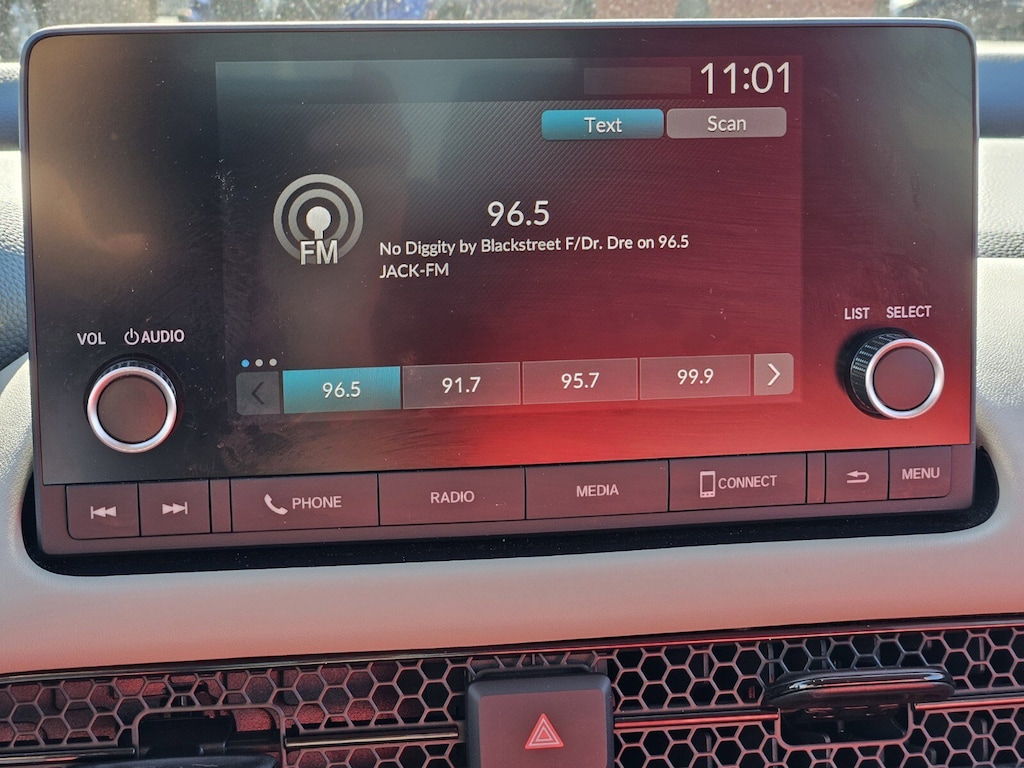 11:01
Text Scan
96.5
FM
No Diggity by Blackstreet F/Dr. Dre on 96.5
JACK-FM
VOL AUDIO
LIST SELECT
96.5 91.7 95.7 99.9
PHONE RADIO MEDIA CONNECT MENU